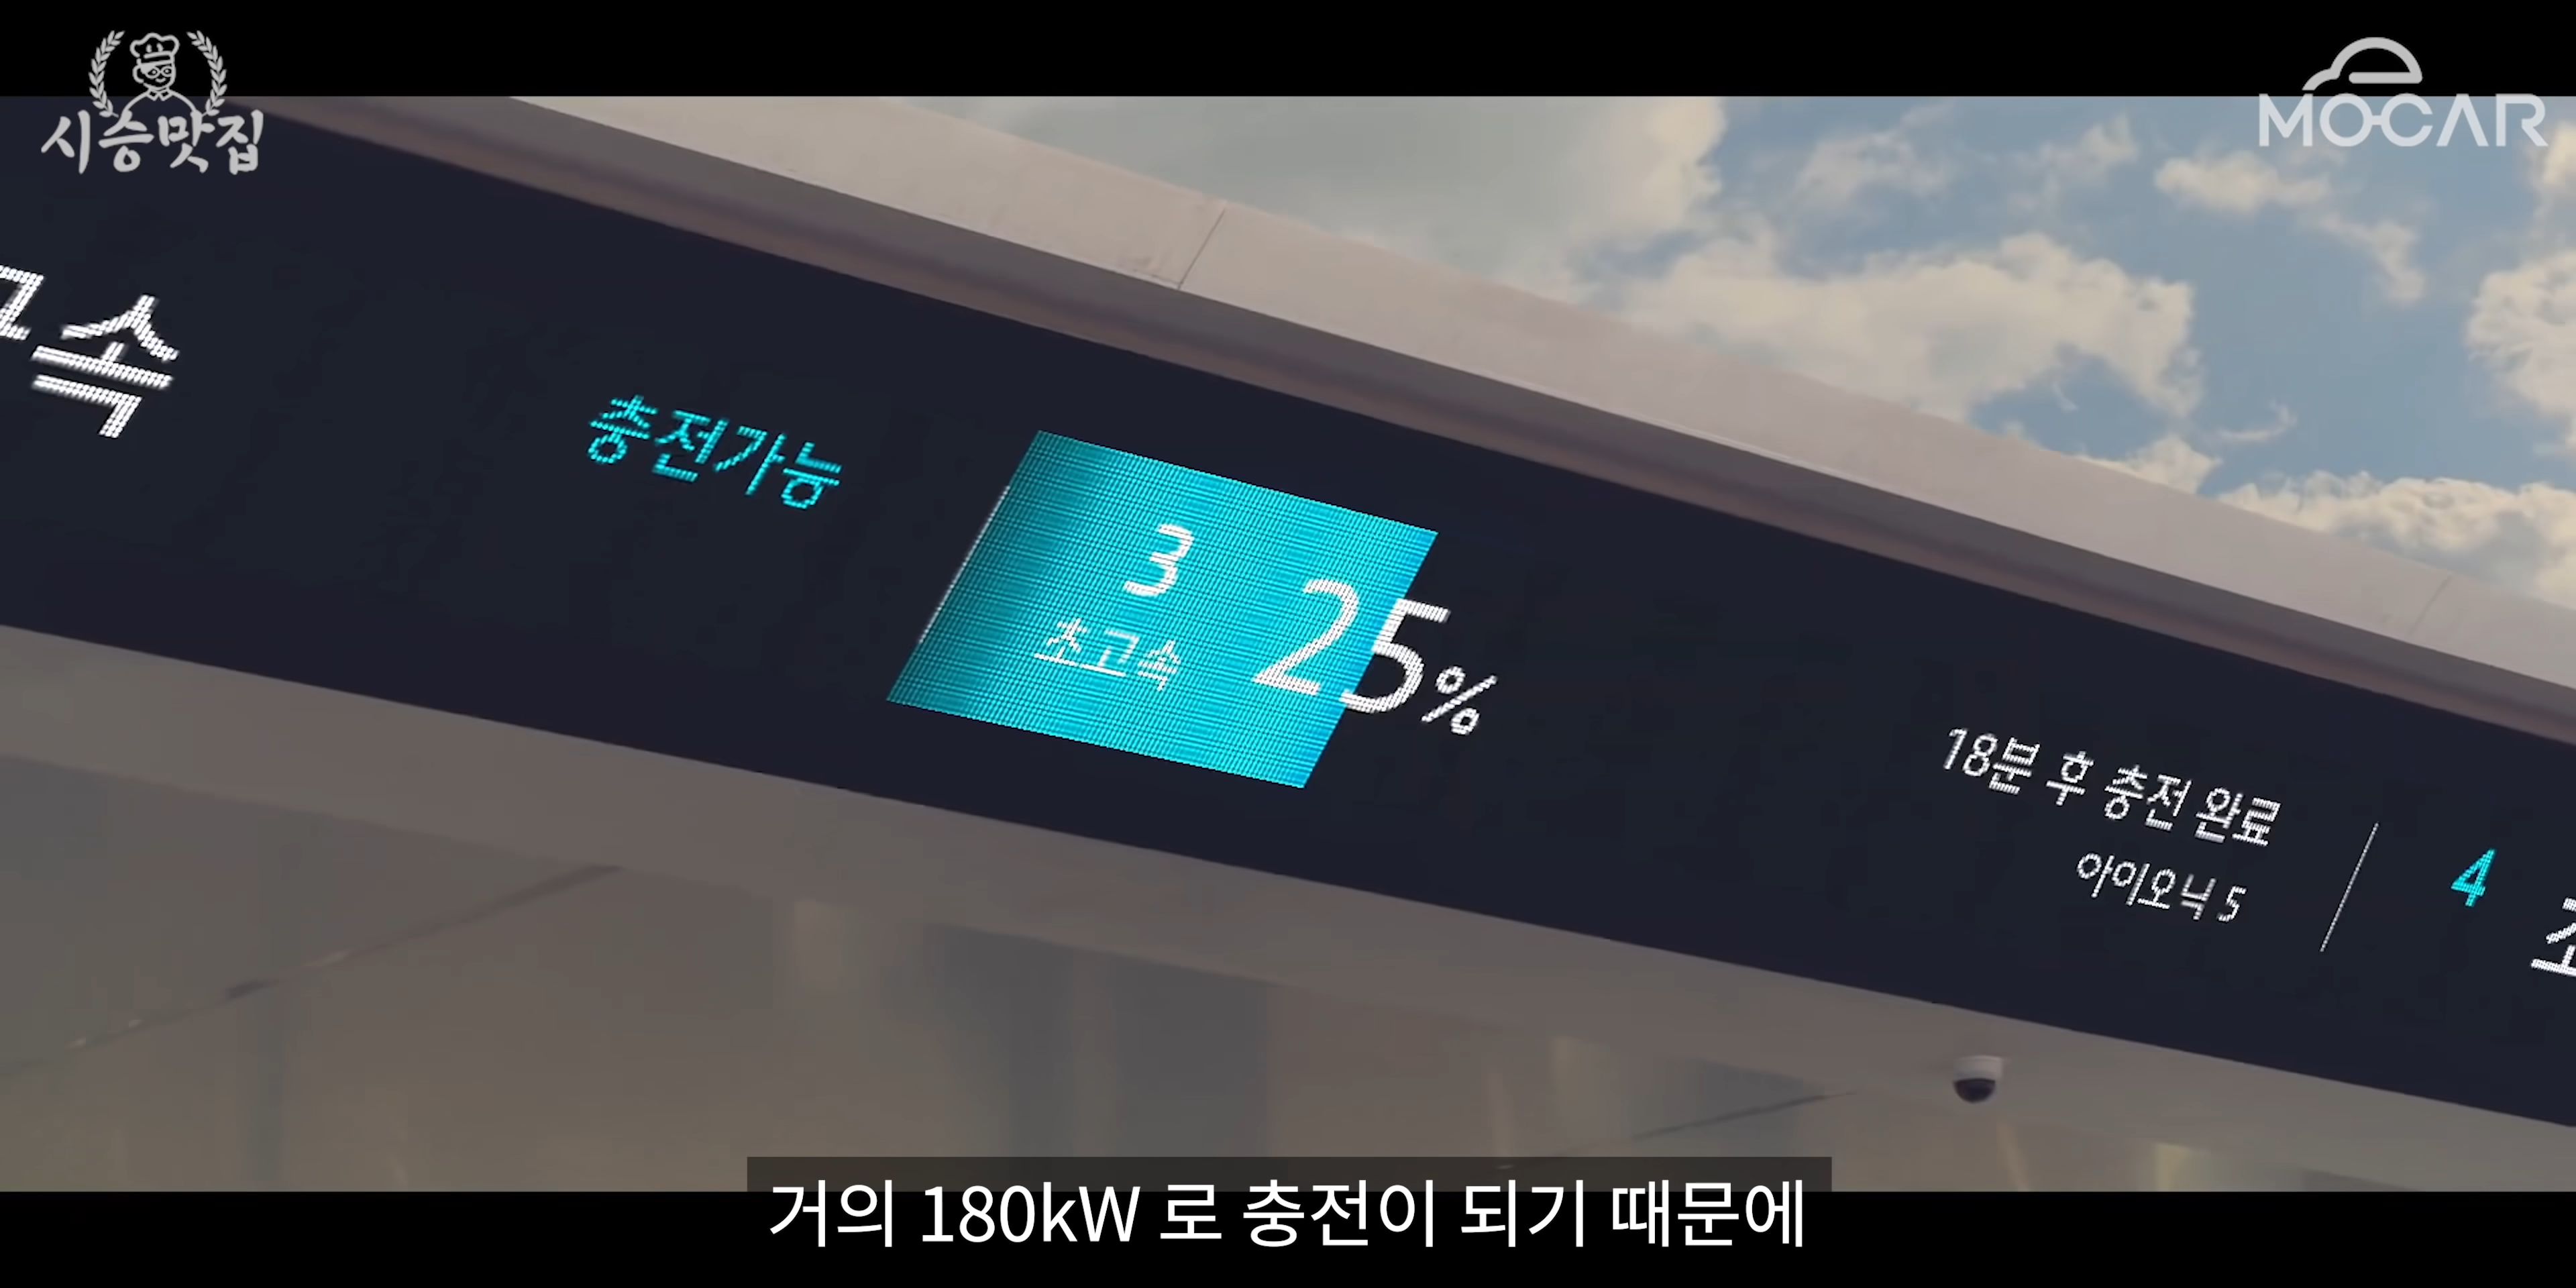 시승맛집
MOCAR
속
충전가능
3
초고속
25%
18분 후 충전 완료
아이오닉 5
4
거의 180kW 로 충전이 되기 때문에